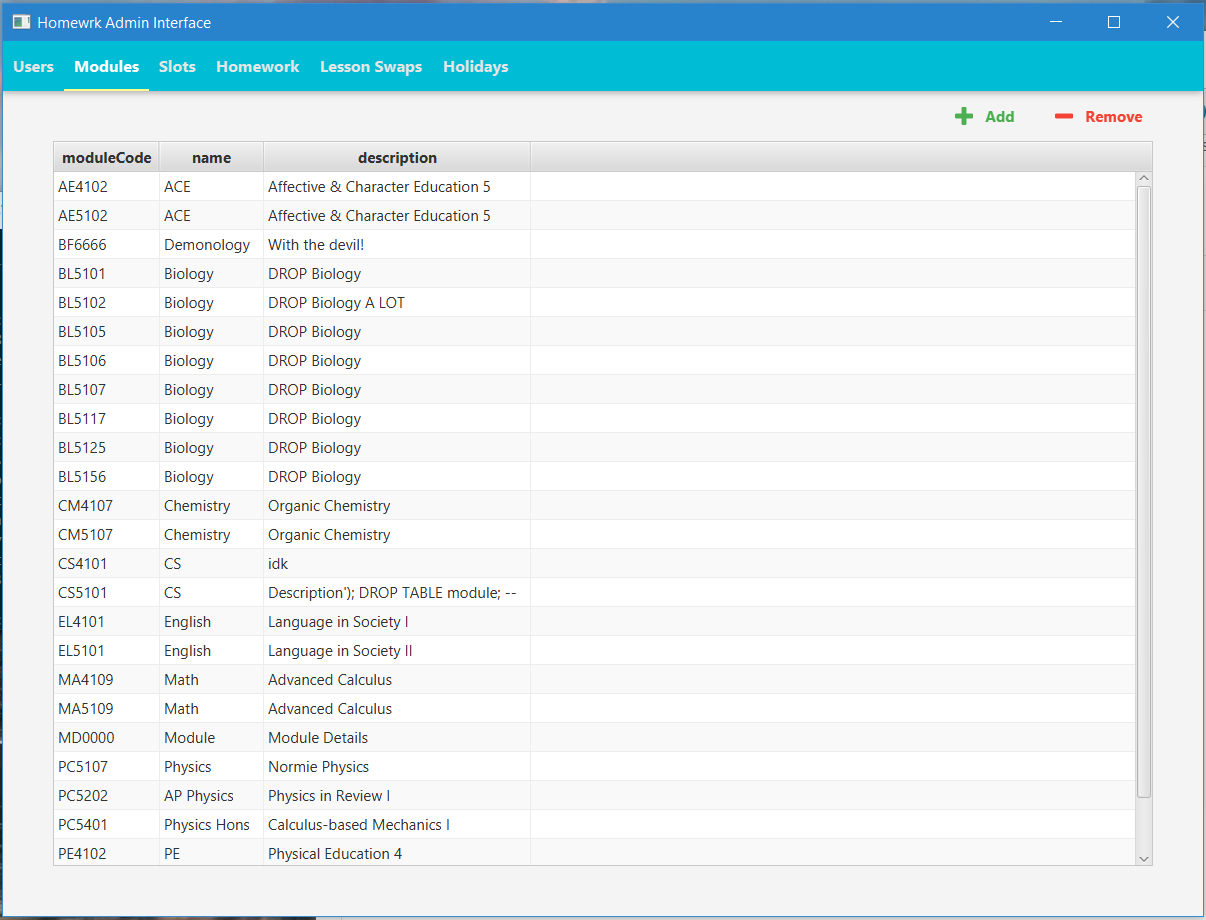 Homewrk Admin Interface
Users Modules Slots Homework Lesson Swaps Holidays
Add Remove
moduleCode name description
AE4102 ACE Affective & Character Education 5
AE5102 ACE Affective & Character Education 5
BF6666 Demonology With the devil!
BL5101 Biology DROP Biology
BL5102 Biology DROP Biology A LOT
BL5105 Biology DROP Biology
BL5106 Biology DROP Biology
BL5107 Biology DROP Biology
BL5117 Biology DROP Biology
BL5125 Biology DROP Biology
BL5156 Biology DROP Biology
CM4107 Chemistry Organic Chemistry
CM5107 Chemistry Organic Chemistry
CS4101 CS idk
CS5101 CS Description'); DROP TABLE module; --
EL4101 English Language in Society I
EL5101 English Language in Society II
MA4109 Math Advanced Calculus
MA5109 Math Advanced Calculus
MD0000 Module Module Details
PC5107 Physics Normie Physics
PC5202 AP Physics Physics in Review I
PC5401 Physics Hons Calculus-based Mechanics I
PE4102 PE Physical Education 4